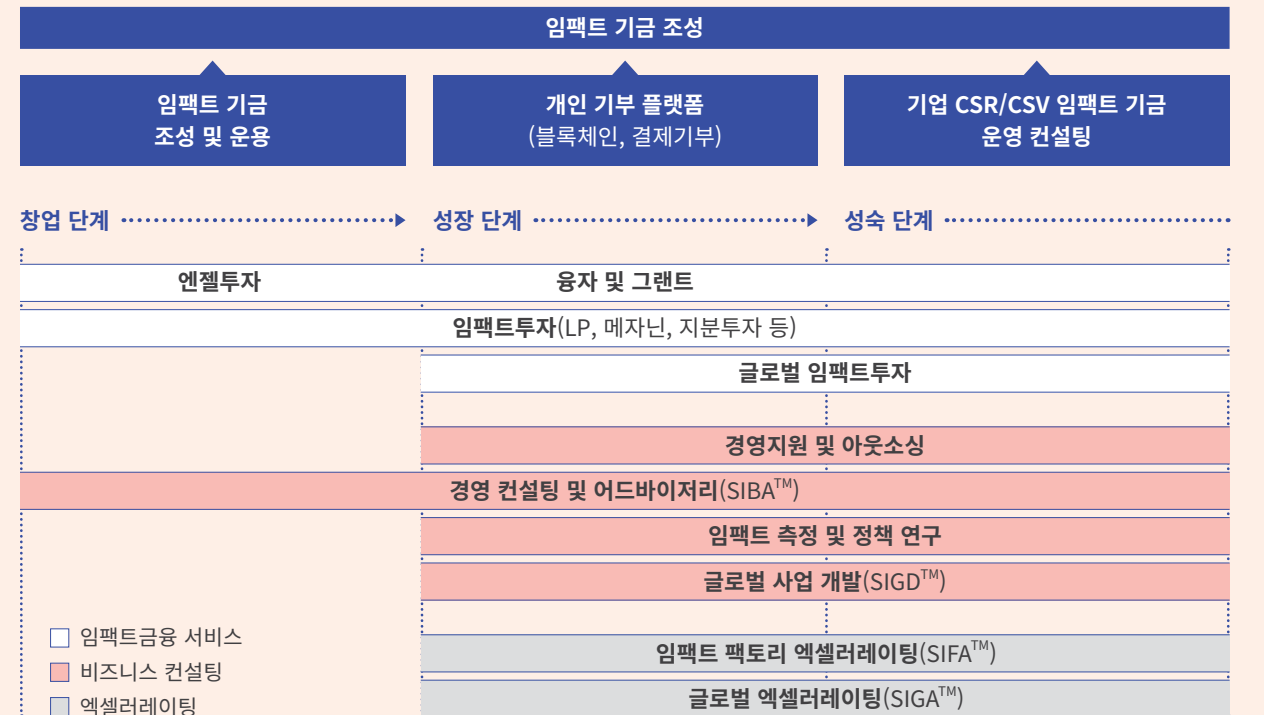 임팩트 기금 조성
임팩트 기금
조성 및 운용
개인 기부 플랫폼
(블록체인, 결제기부)
기업 CSR/CSV 임팩트 기금
운영 컨설팅
창업 단계
성장 단계
성숙 단계
엔젤투자
융자 및 그랜트
임팩트투자(LP, 메자닌, 지분투자 등)
글로벌 임팩트투자
경영지원 및 아웃소싱
경영 컨설팅 및 어드바이저리(SIBA™)
임팩트 측정 및 정책 연구
글로벌 사업 개발(SIGD™)
임팩트 팩토리 엑셀러레이팅(SIFA™)
글로벌 엑셀러레이팅(SIGA™)
임팩트금융 서비스
비즈니스 컨설팅
엑셀러레이팅